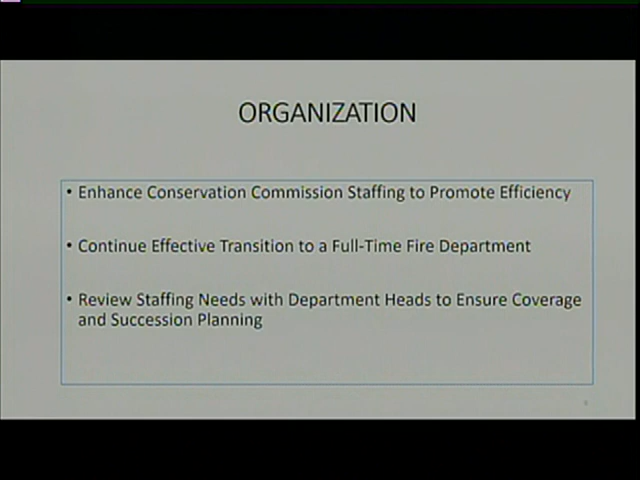 ORGANIZATION
• Enhance Conservation Commission Staffing to Promote Efficiency
• Continue Effective Transition to a Full-Time Fire Department
• Review Staffing Needs with Department Heads to Ensure Coverage
and Succession Planning